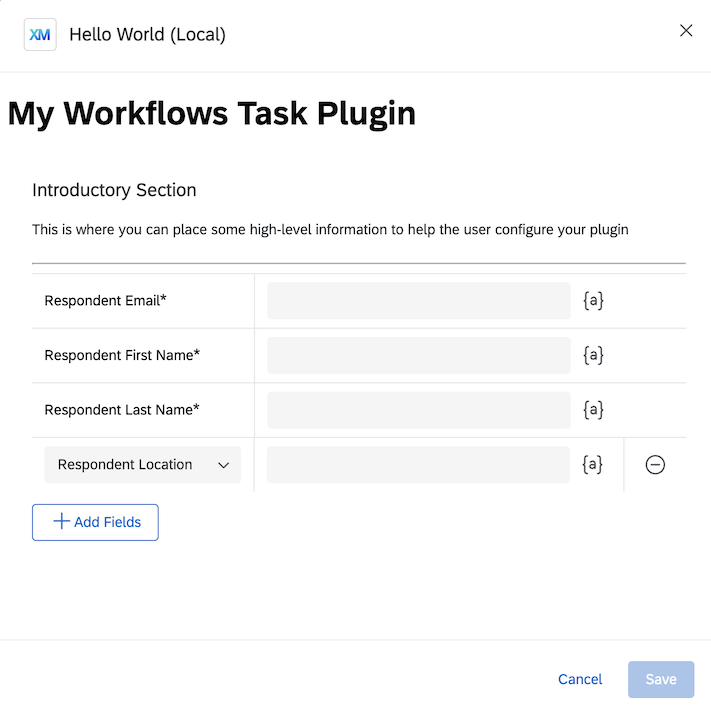 XM Hello World (Local)
My Workflows Task Plugin
Introductory Section
This is where you can place some high-level information to help the user configure your plugin
Respondent Email* {a}
Respondent First Name* {a}
Respondent Last Name* {a}
Respondent Location {a}
Add Fields
Cancel Save